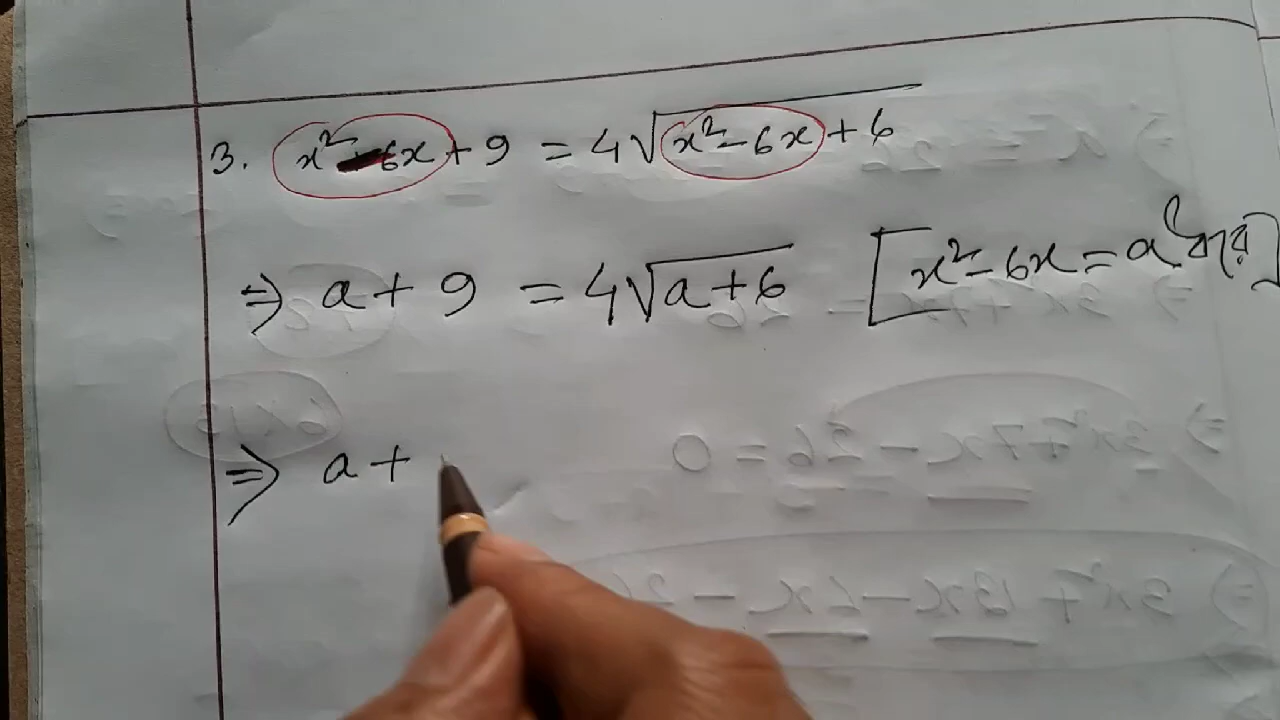 3. x² - 6x + 9 = 4√(x² - 6x + 6)
⇒ a + 9 = 4√(a + 6) [x² - 6x = a ধরে]
⇒ a +